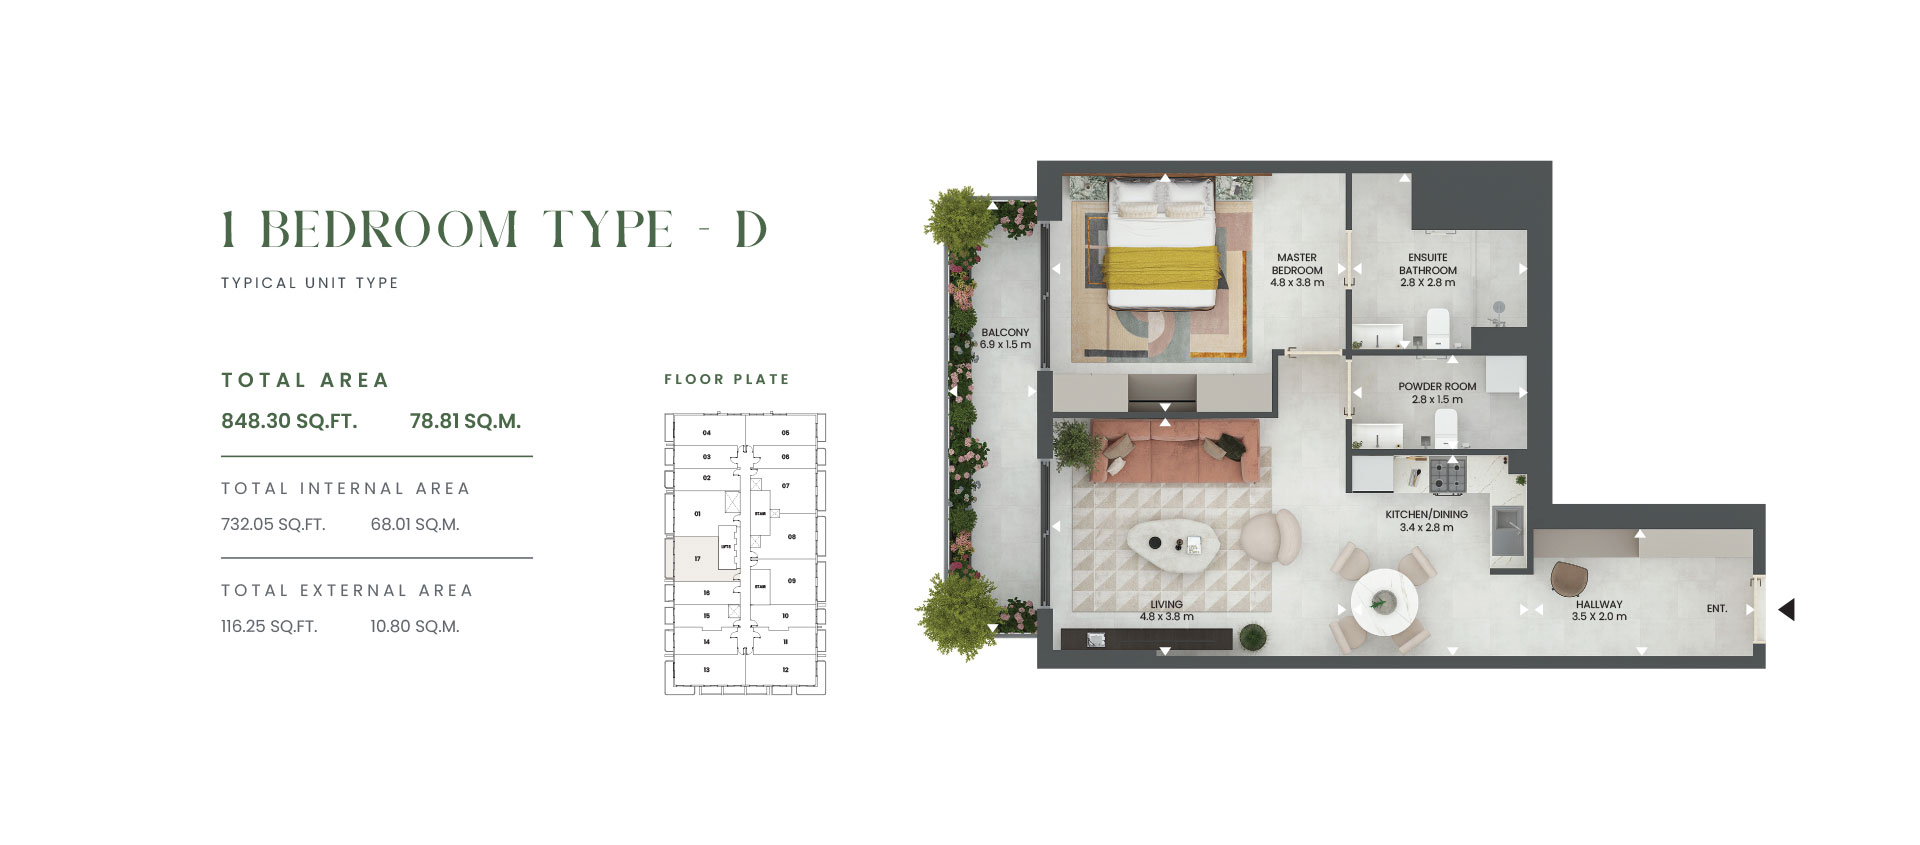 1 BEDROOM TYPE - D
TYPICAL UNIT TYPE
TOTAL AREA
848.30 SQ.FT. 78.81 SQ.M.
TOTAL INTERNAL AREA
732.05 SQ.FT. 68.01 SQ.M.
TOTAL EXTERNAL AREA
116.25 SQ.FT. 10.80 SQ.M.
FLOOR PLATE
04 05
03 06
02
07
01
STAIR
08
LIFTS
17
09
STAIR
16
15 10
14 11
13 12
BALCONY
6.9 x 1.5 m
MASTER
BEDROOM
4.8 x 3.8 m
ENSUITE
BATHROOM
2.8 X 2.8 m
POWDER ROOM
2.8 x 1.5 m
KITCHEN/DINING
3.4 x 2.8 m
LIVING
4.8 x 3.8 m
HALLWAY
3.5 X 2.0 m
ENT.